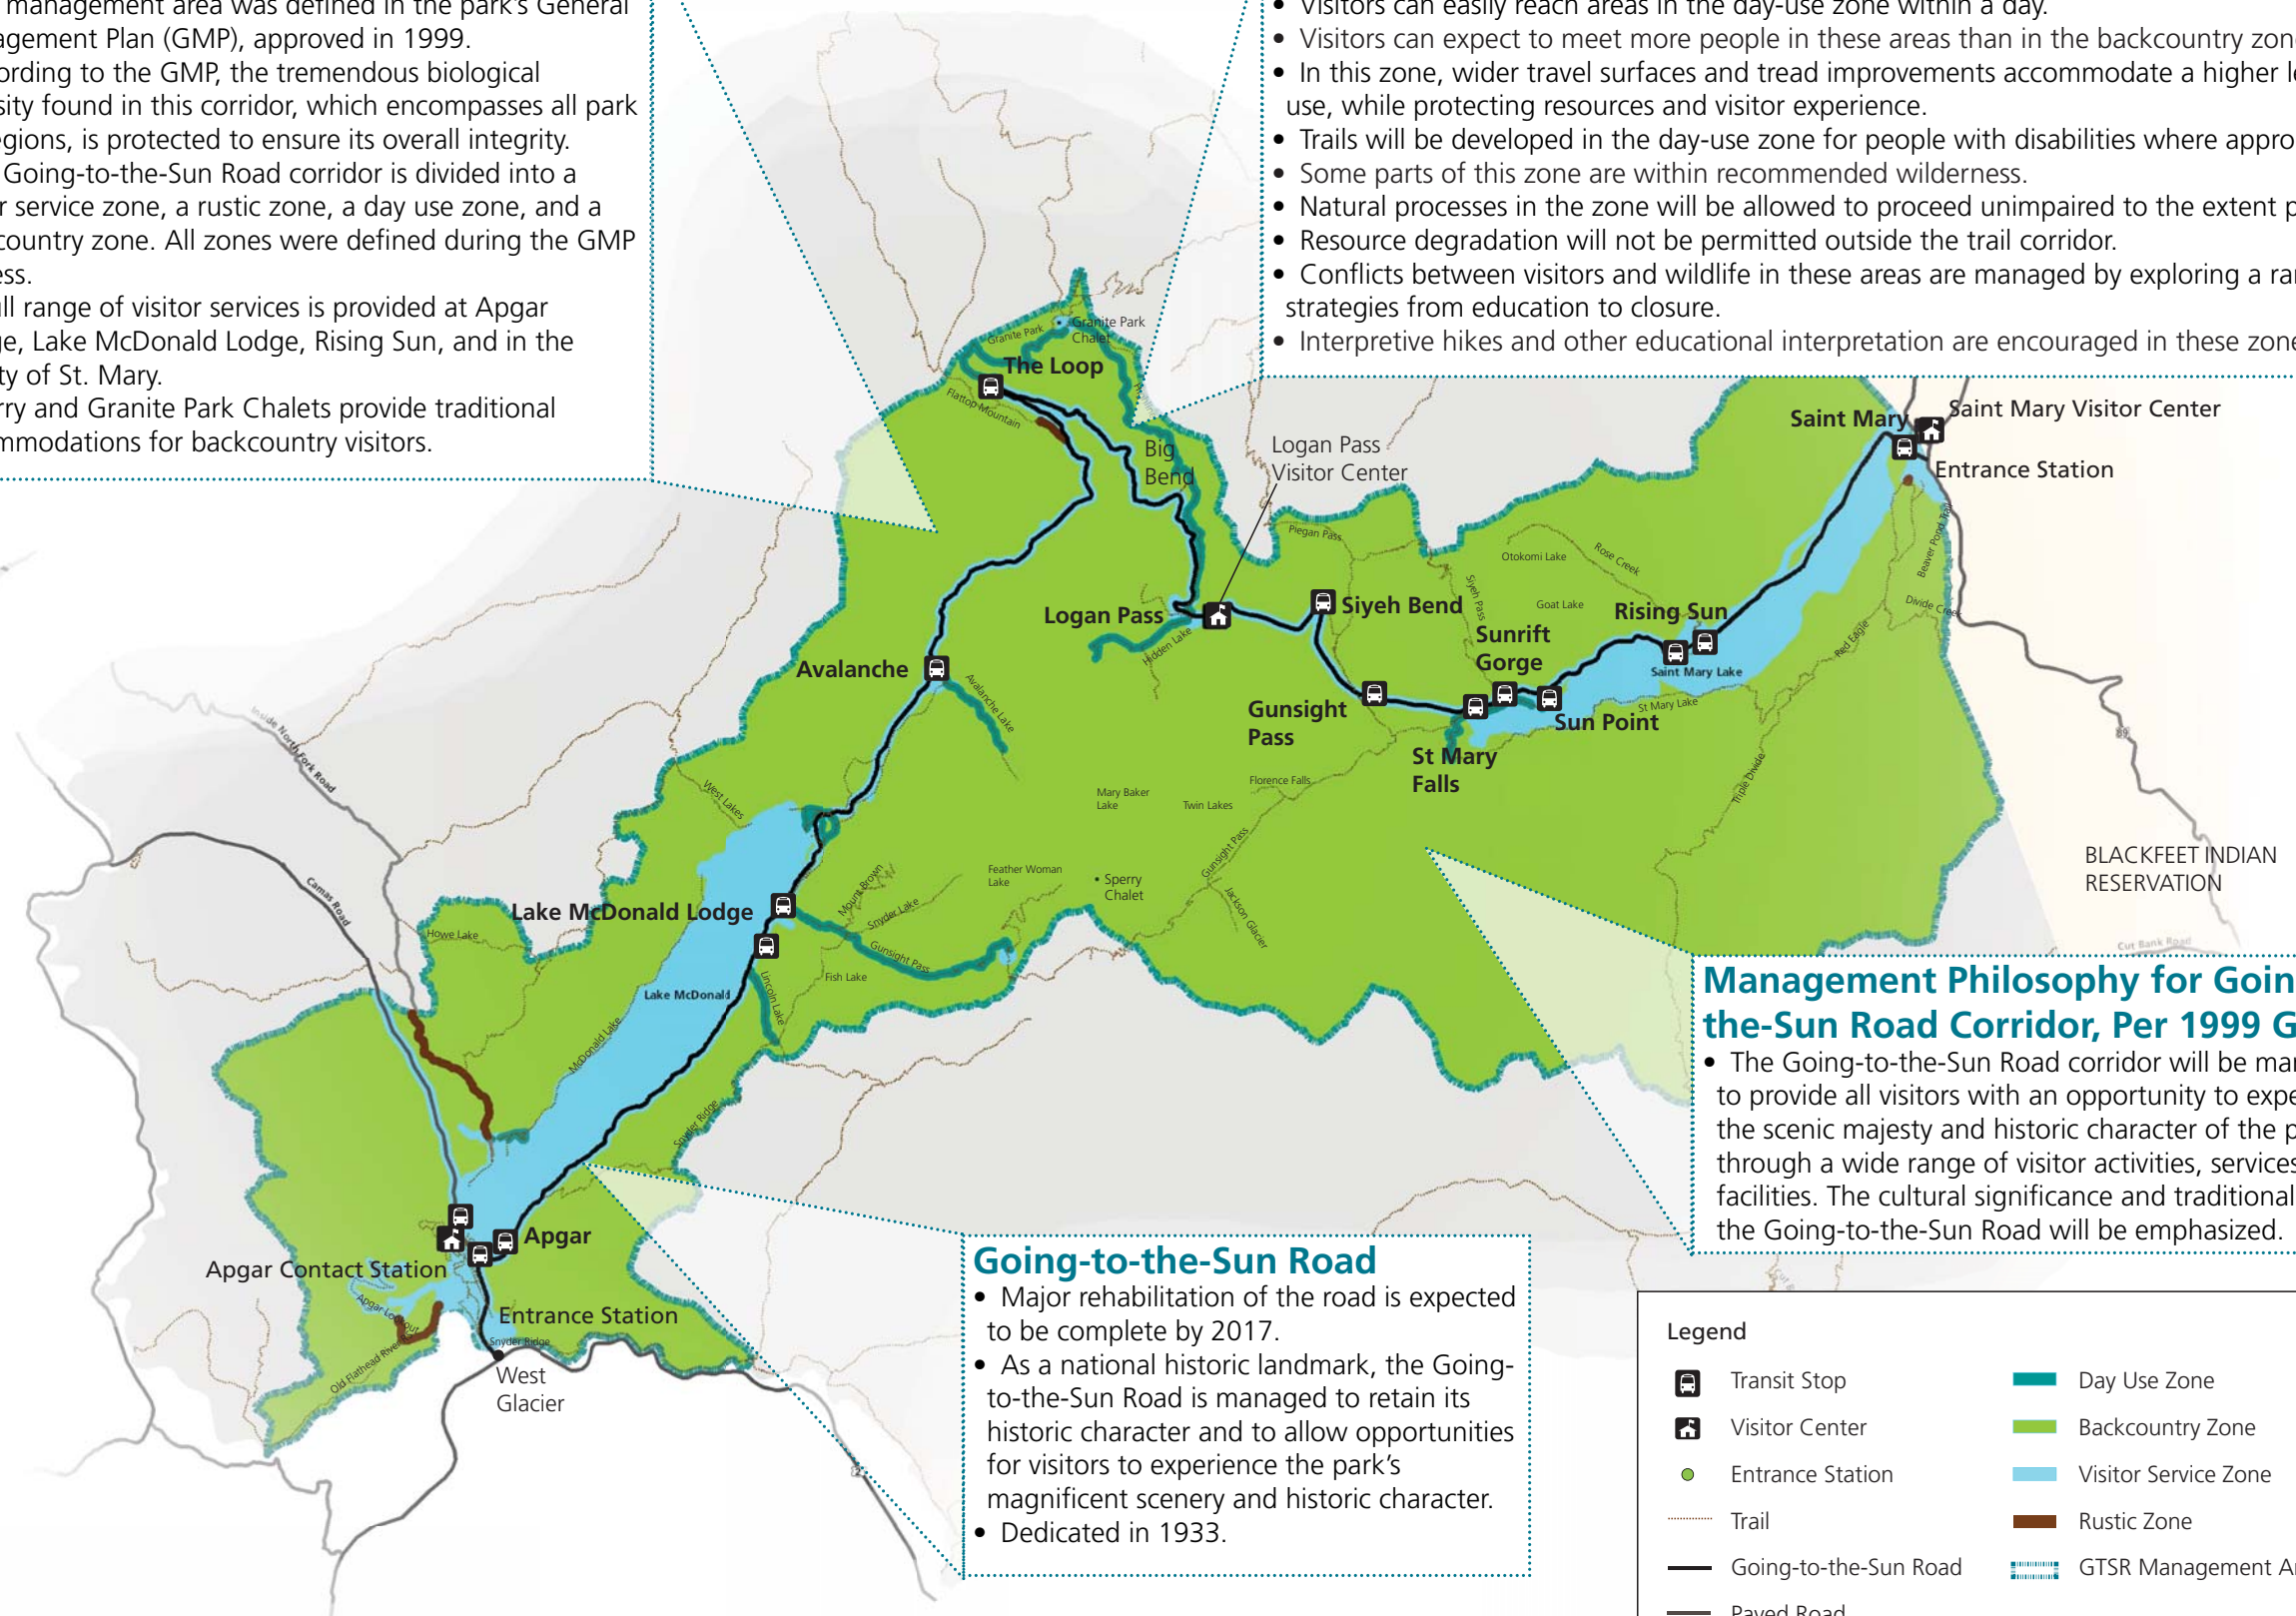 management area was defined in the park's General
agement Plan (GMP), approved in 1999.
ording to the GMP, the tremendous biological
sity found in this corridor, which encompasses all park
egions, is protected to ensure its overall integrity.
Going-to-the-Sun Road corridor is divided into a
r service zone, a rustic zone, a day use zone, and a
country zone. All zones were defined during the GMP
ess.
ull range of visitor services is provided at Apgar
ge, Lake McDonald Lodge, Rising Sun, and in the
ty of St. Mary.
rry and Granite Park Chalets provide traditional
mmodations for backcountry visitors.
• Visitors can easily reach areas in the day-use zone within a day.
• Visitors can expect to meet more people in these areas than in the backcountry zon
• In this zone, wider travel surfaces and tread improvements accommodate a higher le
use, while protecting resources and visitor experience.
• Trails will be developed in the day-use zone for people with disabilities where appro
• Some parts of this zone are within recommended wilderness.
• Natural processes in the zone will be allowed to proceed unimpaired to the extent p
• Resource degradation will not be permitted outside the trail corridor.
• Conflicts between visitors and wildlife in these areas are managed by exploring a ra
strategies from education to closure.
• Interpretive hikes and other educational interpretation are encouraged in these zone
Granite Park
Granite Park
Chalet
The Loop
Flattop Mountain
Big
Bend
Logan Pass
Visitor Center
Saint Mary
Saint Mary Visitor Center
Entrance Station
Piegan Pass
Otokomi Lake
Rose Creek
Beaver Pond Trail
Siyeh Pass
Goat Lake
Divide Creek
Logan Pass
Siyeh Bend
Rising Sun
Hidden Lake
Sunrift
Gorge
Red Eagle
Avalanche
Avalanche Lake
Saint Mary Lake
St Mary Lake
Gunsight
Pass
Sun Point
St Mary
Falls
Inside North Fork Road
89
Florence Falls
Triple Divide
West Lakes
Mary Baker
Lake
Twin Lakes
Gunsight Pass
BLACKFEET INDIAN
RESERVATION
Camas Road
Mount Brown
Feather Woman
Lake
Sperry
Chalet
Lake McDonald Lodge
Snyder Lake
Jackson Glacier
Howe Lake
Gunsight Pass
Cut Bank Road
Fish Lake
Lake McDonald
Lincoln Lake
McDonald Lake
Snyder Ridge
Management Philosophy for Goin
the-Sun Road Corridor, Per 1999 G
• The Going-to-the-Sun Road corridor will be mar
to provide all visitors with an opportunity to expe
the scenic majesty and historic character of the p
through a wide range of visitor activities, services
facilities. The cultural significance and traditional
the Going-to-the-Sun Road will be emphasized.
Apgar
Apgar Contact Station
Apgar Lookout
Entrance Station
Snyder Ridge
Old Flathead River
West
Glacier
2
Going-to-the-Sun Road
• Major rehabilitation of the road is expected
to be complete by 2017.
• As a national historic landmark, the Going-
to-the-Sun Road is managed to retain its
historic character and to allow opportunities
for visitors to experience the park's
magnificent scenery and historic character.
• Dedicated in 1933.
Legend
Transit Stop
Day Use Zone
Visitor Center
Backcountry Zone
Entrance Station
Visitor Service Zone
Trail
Rustic Zone
Going-to-the-Sun Road
GTSR Management A
Paved Road